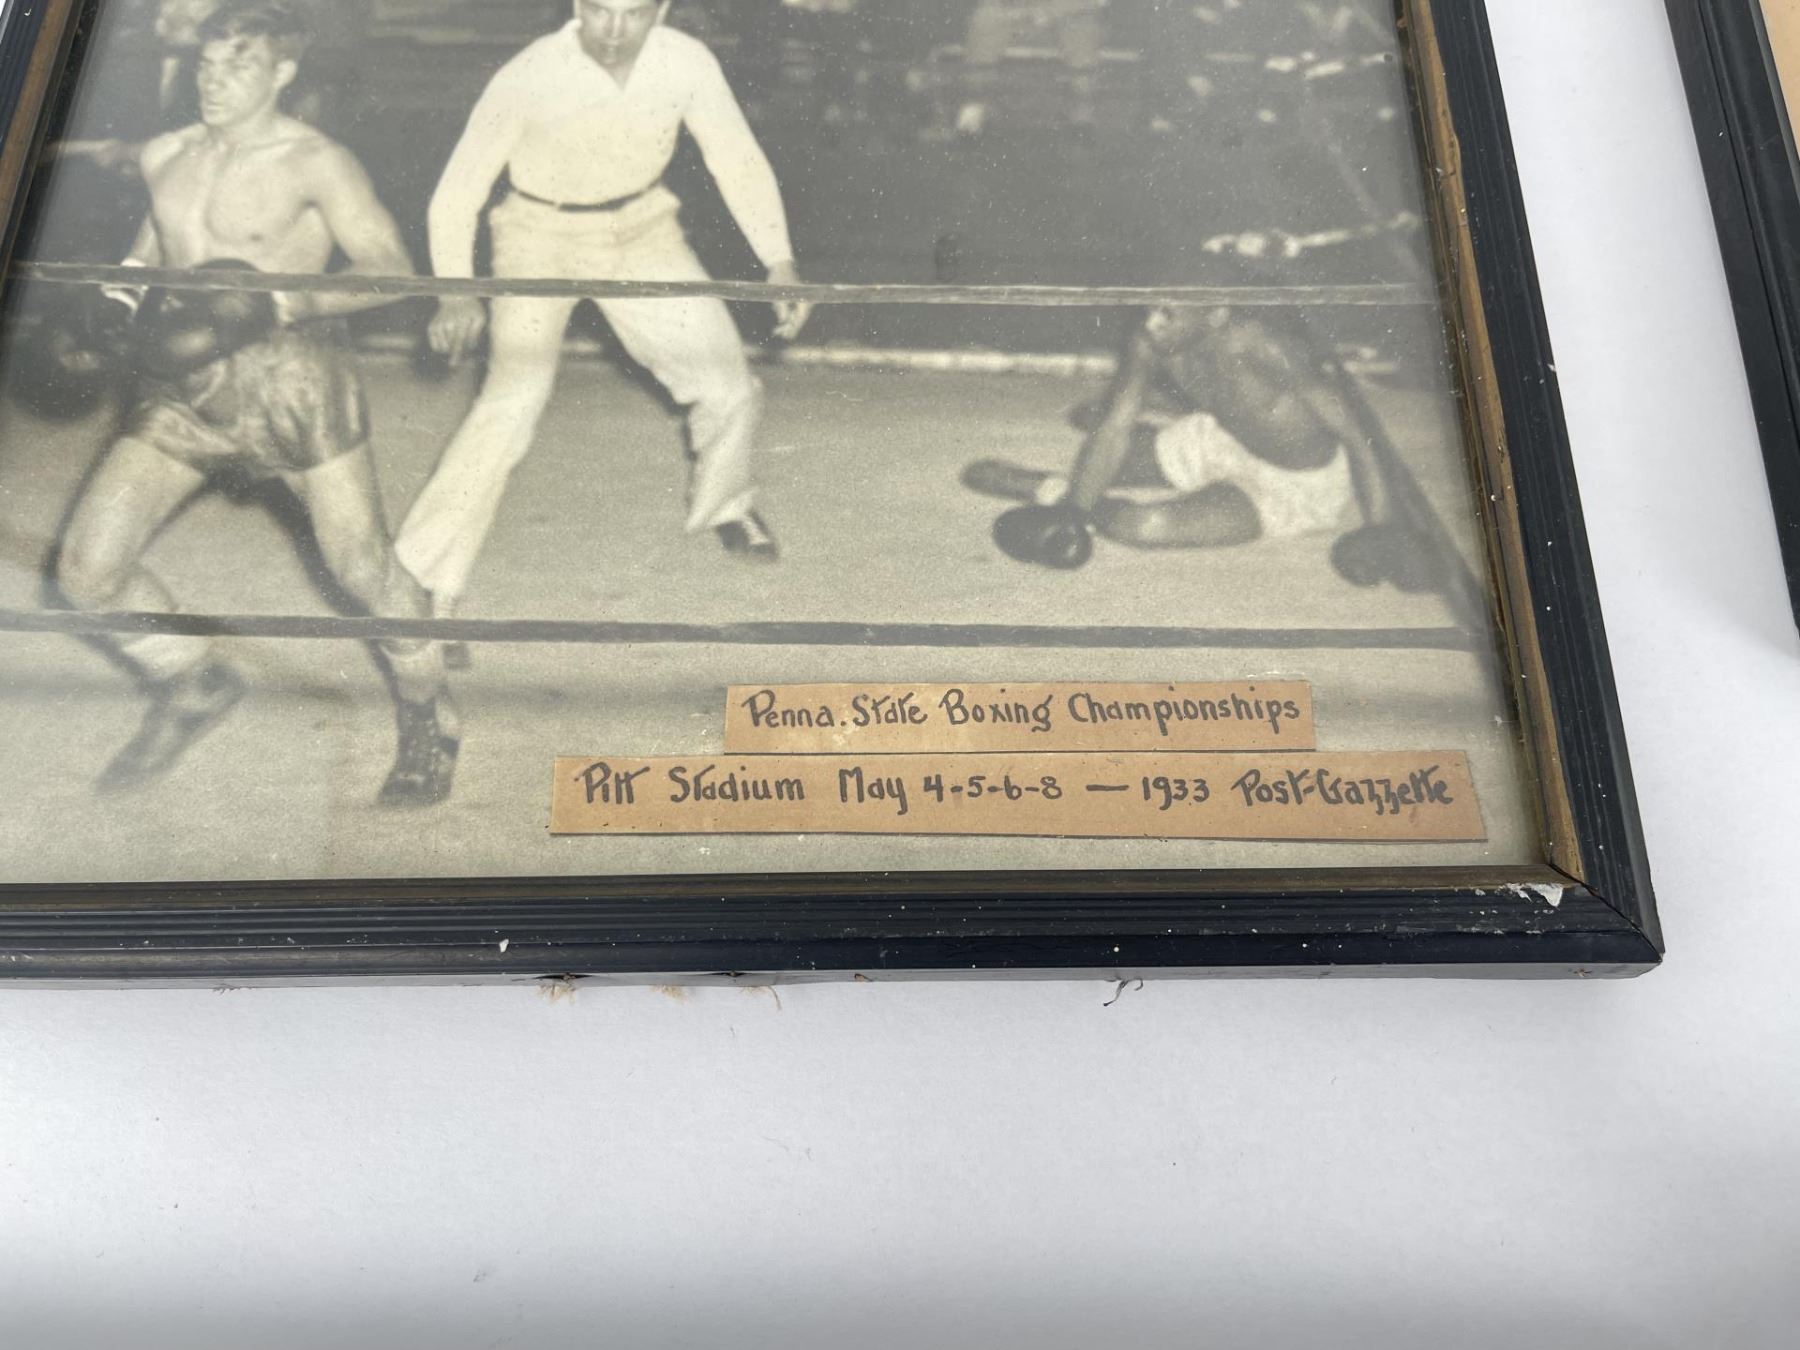 Penna. State Boxing Championships
Pitt Stadium May 4-5-6-8 — 1933 Post-Gazzette